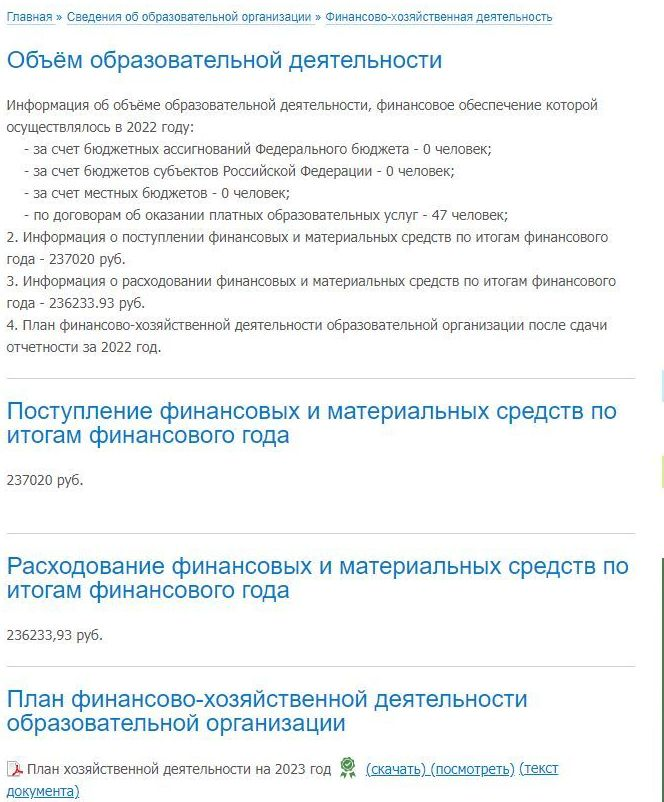 Главная » Сведения об образовательной организации » Финансово-хозяйственная деятельность
Объём образовательной деятельности
Информация об объёме образовательной деятельности, финансовое обеспечение которой
осуществлялось в 2022 году:
- за счет бюджетных ассигнований Федерального бюджета - 0 человек;
- за счет бюджетов субъектов Российской Федерации - 0 человек;
- за счет местных бюджетов - 0 человек;
- по договорам об оказании платных образовательных услуг - 47 человек;
2. Информация о поступлении финансовых и материальных средств по итогам финансового
года - 237020 руб.
3. Информация о расходовании финансовых и материальных средств по итогам финансового
года - 236233.93 руб.
4. План финансово-хозяйственной деятельности образовательной организации после сдачи
отчетности за 2022 год.
Поступление финансовых и материальных средств по
итогам финансового года
237020 руб.
Расходование финансовых и материальных средств по
итогам финансового года
236233,93 руб.
План финансово-хозяйственной деятельности
образовательной организации
План хозяйственной деятельности на 2023 год (скачать) (посмотреть) (текст
документа)